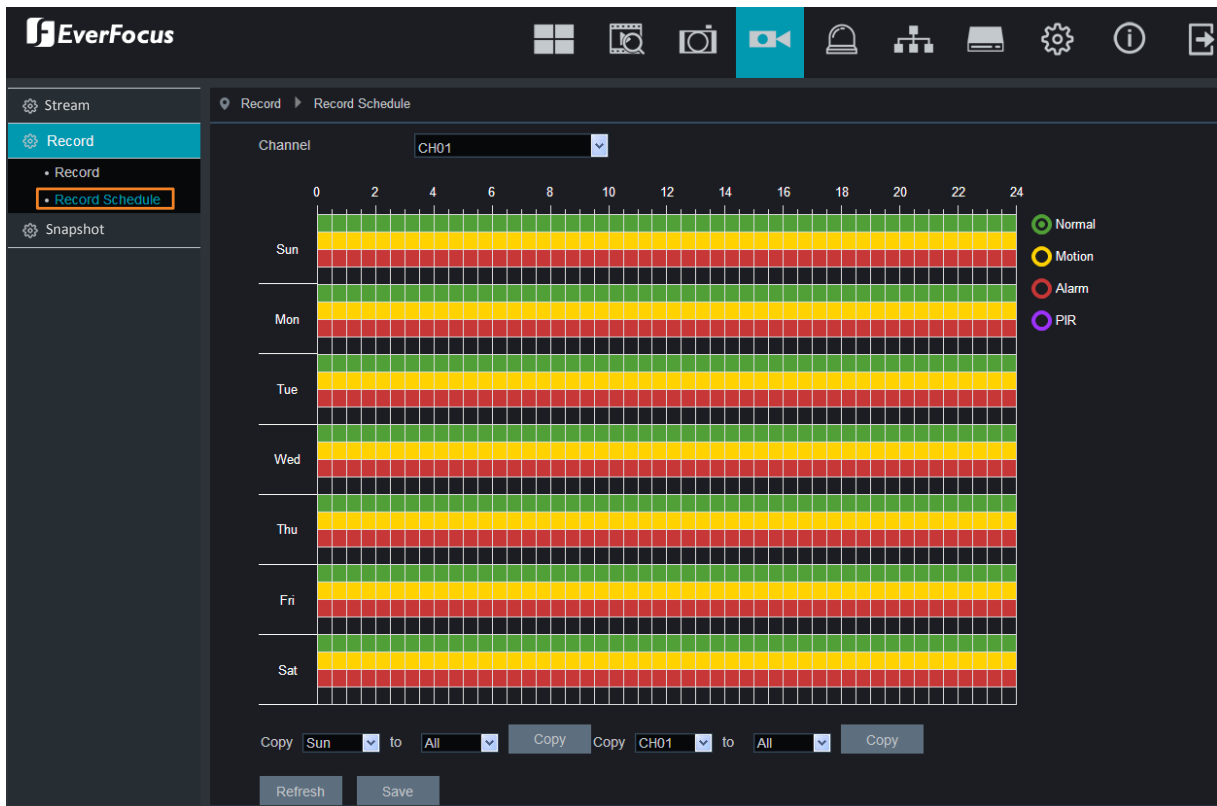 EverFocus
Stream
Record
Record
Record Schedule
Snapshot
Record Record Schedule
Channel CH01
0 2 4 6 8 10 12 14 16 18 20 22 24
Sun
Mon
Tue
Wed
Thu
Fri
Sat
Normal
Motion
Alarm
PIR
Copy Sun to All Copy Copy CH01 to All Copy
Refresh Save